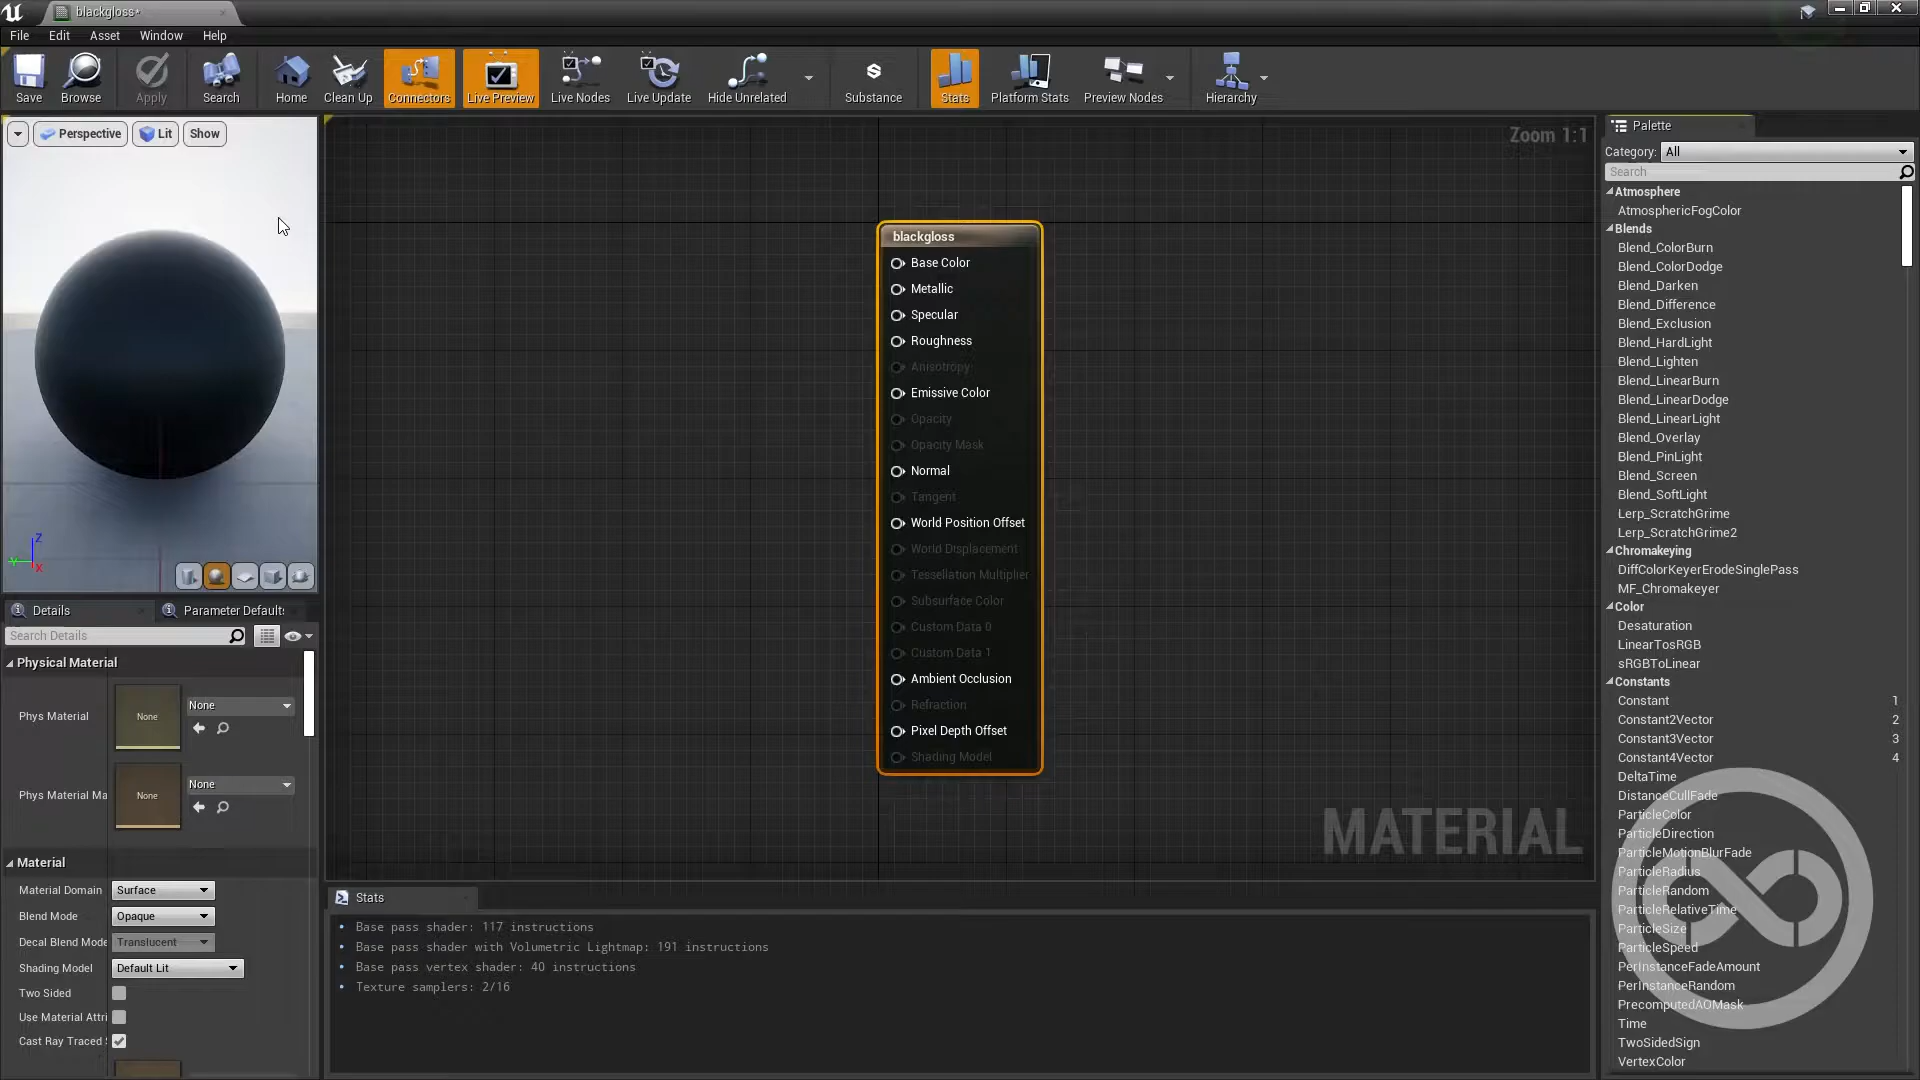 blackgloss*
File Edit Asset Window Help
Save Browse Apply Search Home Clean Up Connectors Live Preview Live Nodes Live Update Hide Unrelated Substance Stats Platform Stats Preview Nodes Hierarchy
Perspective Lit Show
Zoom 1:1
blackgloss
Base Color
Metallic
Specular
Roughness
Anisotropy
Emissive Color
Opacity
Opacity Mask
Normal
Tangent
World Position Offset
World Displacement
Tessellation Multiplier
Subsurface Color
Custom Data 0
Custom Data 1
Ambient Occlusion
Refraction
Pixel Depth Offset
Shading Model
MATERIAL
Z
Y
X
Details Parameter Defaults
Search Details
Physical Material
Phys Material None None
Phys Material Ma None None
Material
Material Domain Surface
Blend Mode Opaque
Decal Blend Mode Translucent
Shading Model Default Lit
Two Sided
Use Material Attri
Cast Ray Traced S
Stats
Base pass shader: 117 instructions
Base pass shader with Volumetric Lightmap: 191 instructions
Base pass vertex shader: 40 instructions
Texture samplers: 2/16
Palette
Category: All
Search
Atmosphere
AtmosphericFogColor
Blends
Blend_ColorBurn
Blend_ColorDodge
Blend_Darken
Blend_Difference
Blend_Exclusion
Blend_HardLight
Blend_Lighten
Blend_LinearBurn
Blend_LinearDodge
Blend_LinearLight
Blend_Overlay
Blend_PinLight
Blend_Screen
Blend_SoftLight
Lerp_ScratchGrime
Lerp_ScratchGrime2
Chromakeying
DiffColorKeyerErodeSinglePass
MF_Chromakeyer
Color
Desaturation
LinearTosRGB
sRGBToLinear
Constants
Constant 1
Constant2Vector 2
Constant3Vector 3
Constant4Vector 4
DeltaTime
DistanceCullFade
ParticleColor
ParticleDirection
ParticleMotionBlurFade
ParticleRadius
ParticleRandom
ParticleRelativeTime
ParticleSize
ParticleSpeed
PerInstanceFadeAmount
PerInstanceRandom
PrecomputedAOMask
Time
TwoSidedSign
VertexColor